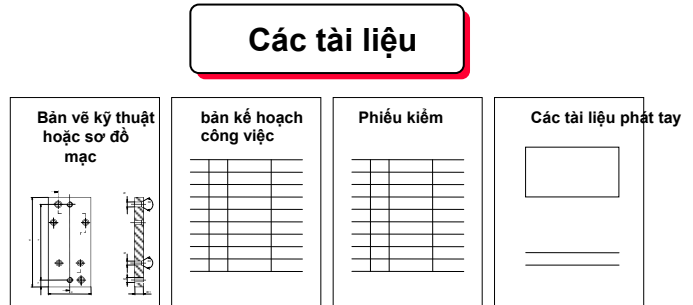 Các tài liệu
Bản vẽ kỹ thuật
hoặc sơ đồ
mạc
bản kế hoạch
công việc
Phiếu kiểm
Các tài liệu phát tay